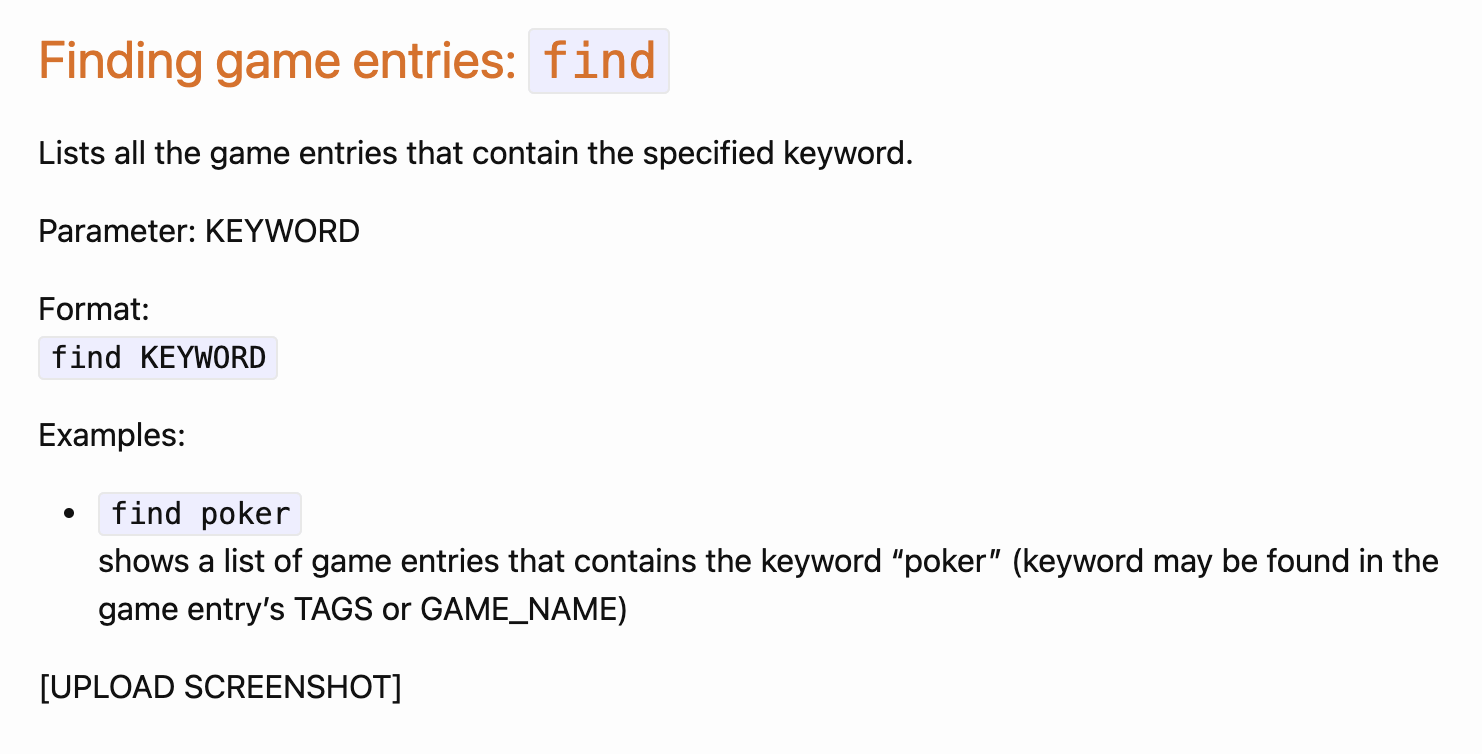 Finding game entries: find
Lists all the game entries that contain the specified keyword.
Parameter: KEYWORD
Format:
find KEYWORD
Examples:
• find poker
shows a list of game entries that contains the keyword “poker” (keyword may be found in the
game entry’s TAGS or GAME_NAME)
[UPLOAD SCREENSHOT]